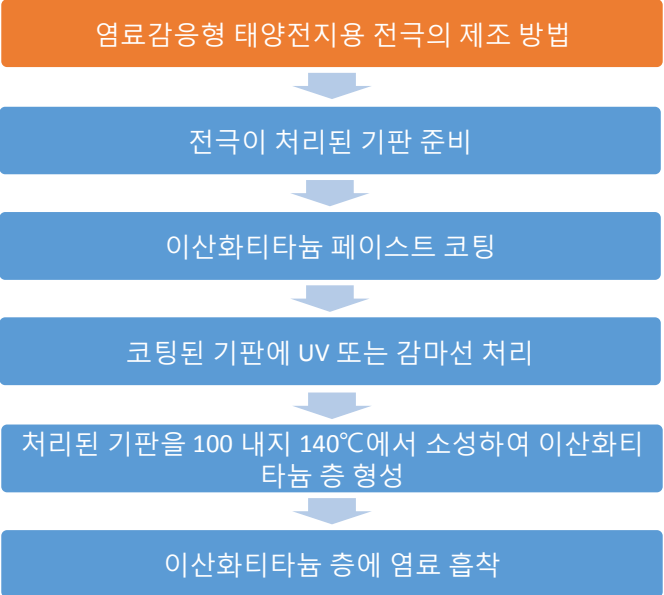 염료감응형 태양전지용 전극의 제조 방법
전극이 처리된 기판 준비
이산화티타늄 페이스트 코팅
코팅된 기판에 UV 또는 감마선 처리
처리된 기판을 100 내지 140℃에서 소성하여 이산화티
타늄 층 형성
이산화티타늄 층에 염료 흡착